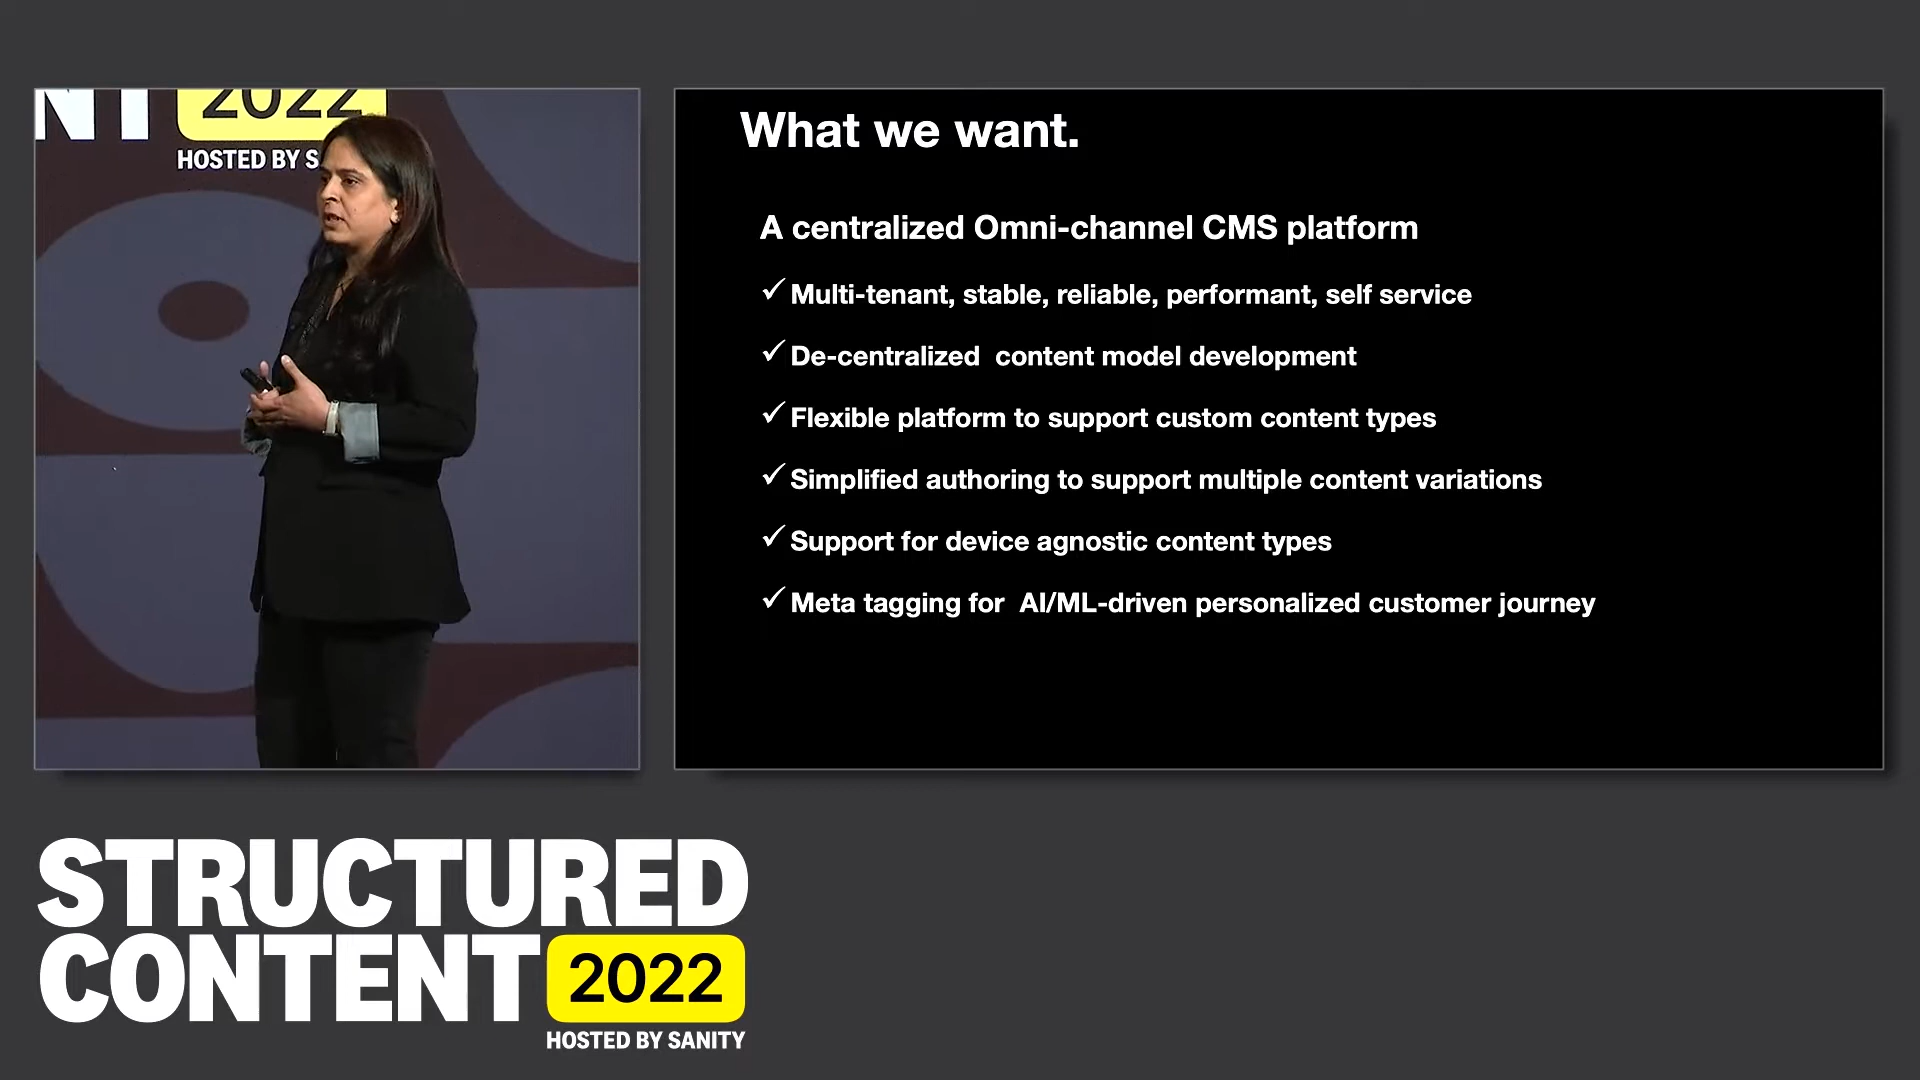 NT 2022
HOSTED BY S
What we want.
A centralized Omni-channel CMS platform
✓ Multi-tenant, stable, reliable, performant, self service
✓ De-centralized content model development
✓ Flexible platform to support custom content types
✓ Simplified authoring to support multiple content variations
✓ Support for device agnostic content types
✓ Meta tagging for AI/ML-driven personalized customer journey
STRUCTURED
CONTENT 2022
HOSTED BY SANITY